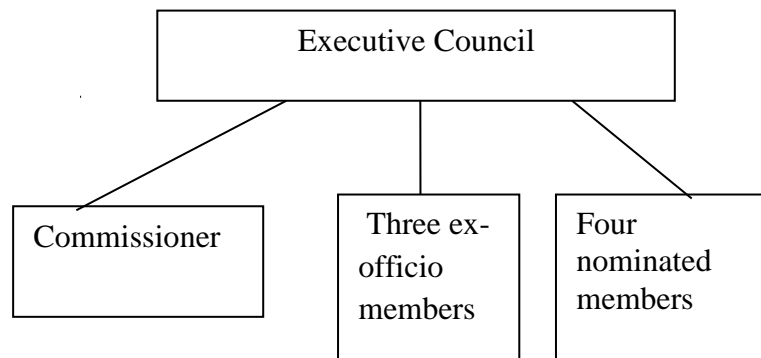 Executive Council
Commissioner
Three ex-
officio
members
Four
nominated
members